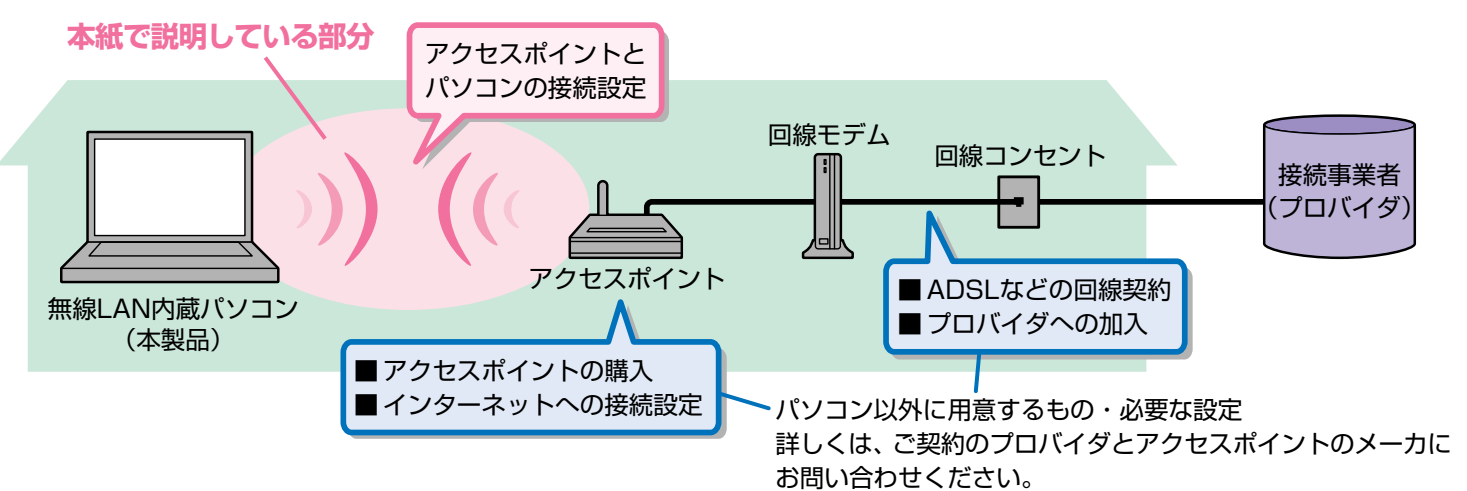 本紙で説明している部分
アクセスポイントと
パソコンの接続設定
回線モデム
回線コンセント
接続事業者
（プロバイダ）
アクセスポイント
無線LAN内蔵パソコン
（本製品）
■ ADSLなどの回線契約
■ プロバイダへの加入
■ アクセスポイントの購入
■ インターネットへの接続設定
パソコン以外に用意するもの・必要な設定
詳しくは、ご契約のプロバイダとアクセスポイントのメーカに
お問い合わせください。